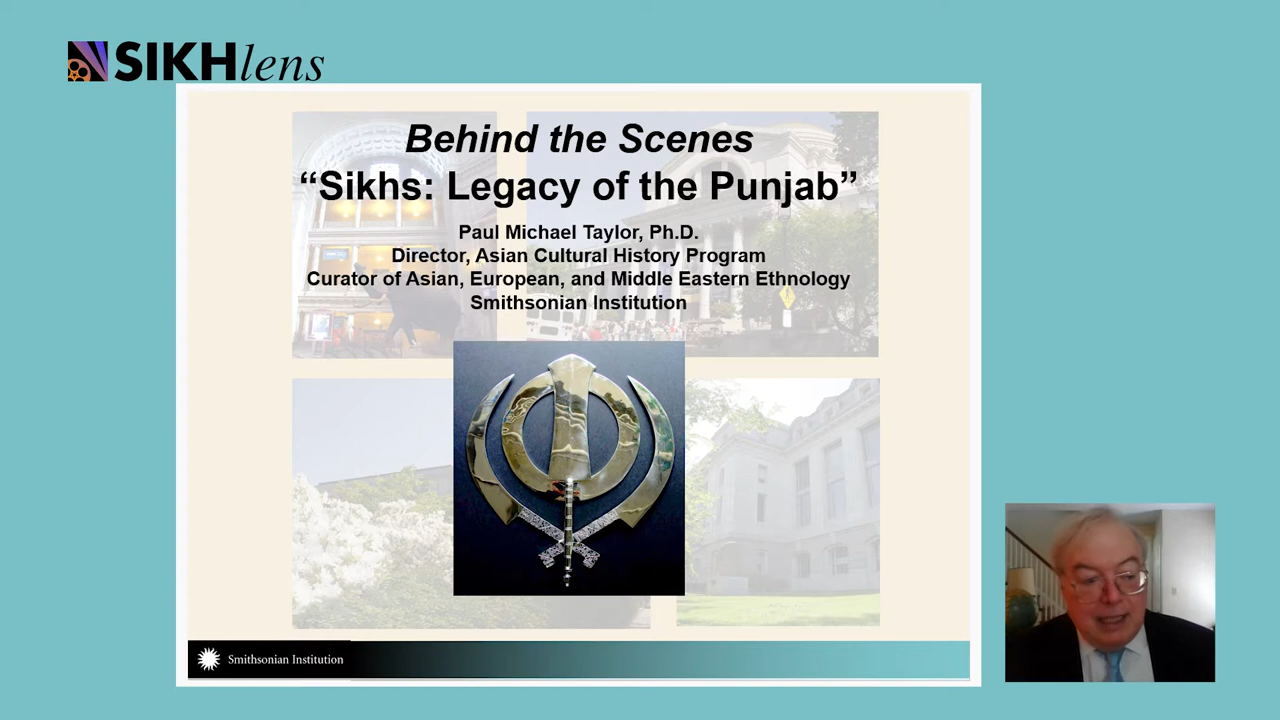 SIKHlens
Behind the Scenes
“Sikhs: Legacy of the Punjab”
Paul Michael Taylor, Ph.D.
Director, Asian Cultural History Program
Curator of Asian, European, and Middle Eastern Ethnology
Smithsonian Institution
Smithsonian Institution